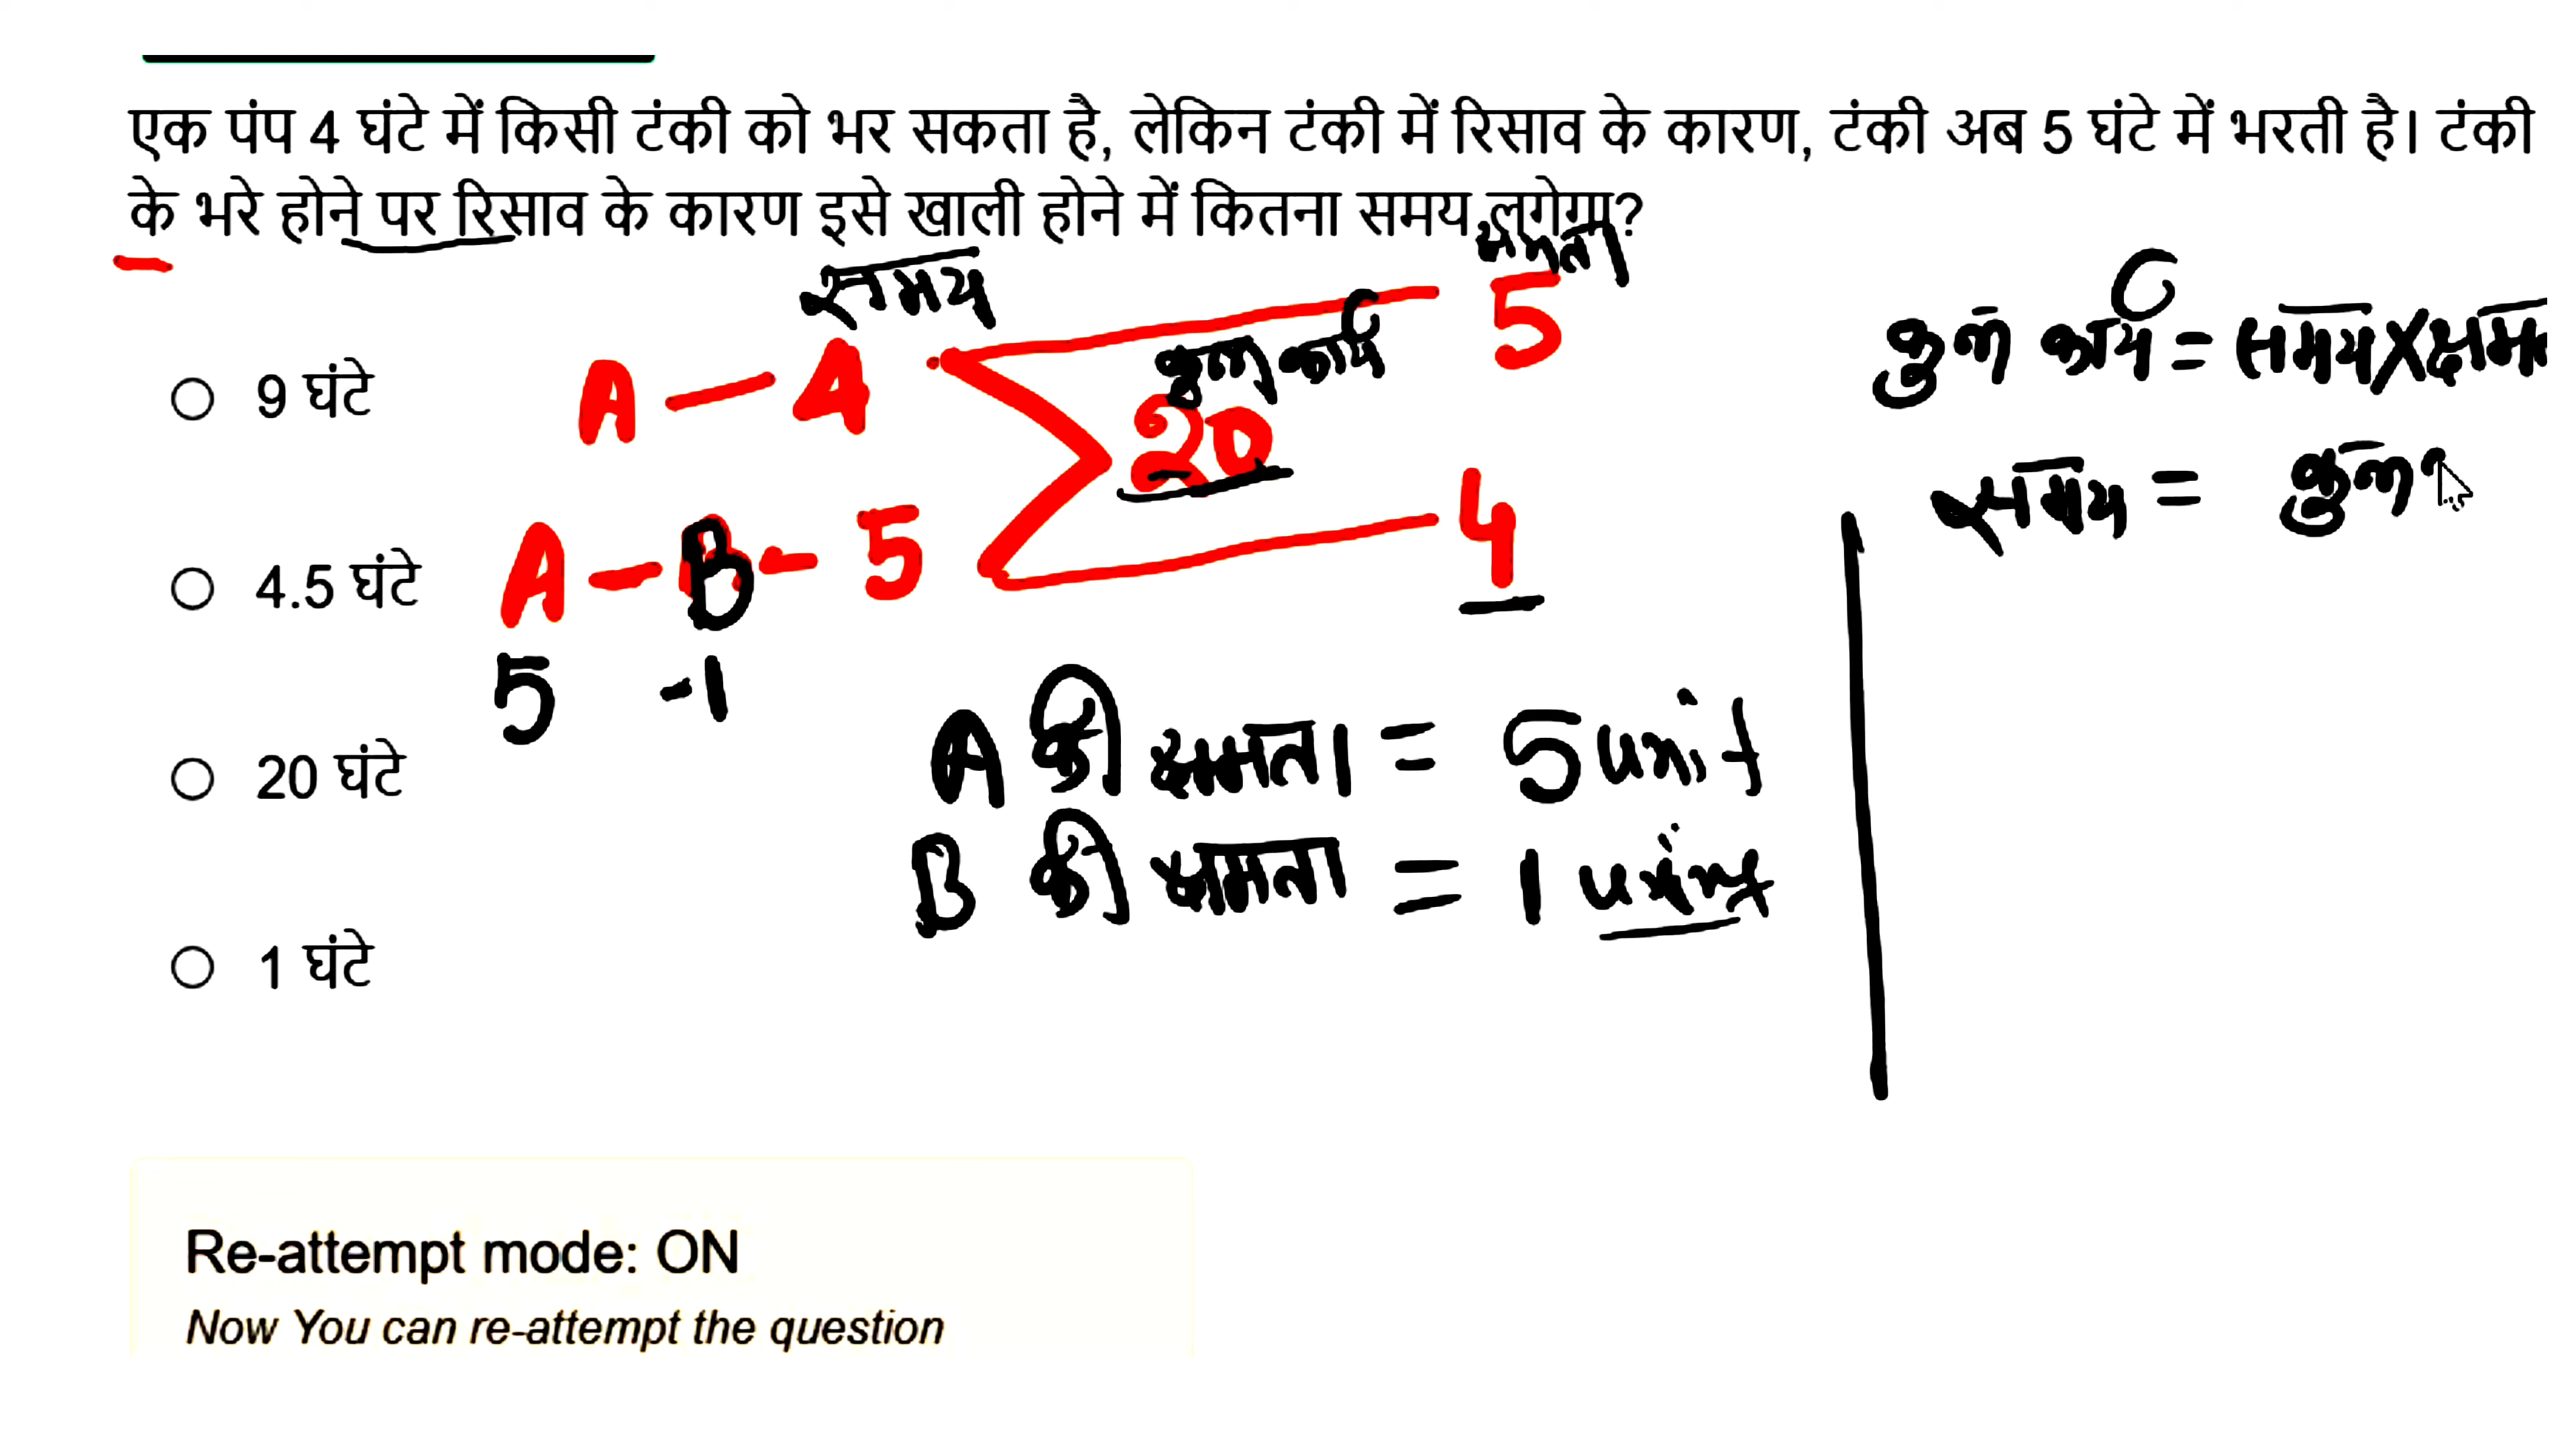 एक पंप 4 घंटे में किसी टंकी को भर सकता है, लेकिन टंकी में रिसाव के कारण, टंकी अब 5 घंटे में भरती है। टंकी
के भरे होने पर रिसाव के कारण इसे खाली होने में कितना समय लगेगा?
समय क्षमता
9 घंटे
A — 4 कुल कार्य 5
20
4.5 घंटे
A - B - 5 4
5 -1
20 घंटे
A की क्षमता = 5 unit
B की क्षमता = 1
1 घंटे
कुल कार्य = समय X
समय = कुल
Re-attempt mode: ON
Now You can re-attempt the question